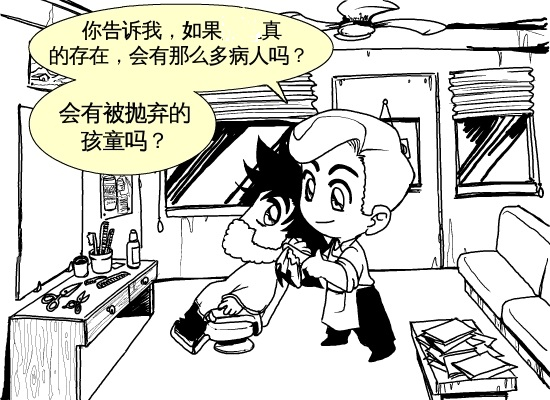 你告诉我，如果 真
的存在，会有那么多病人吗？
会有被抛弃的
孩童吗？